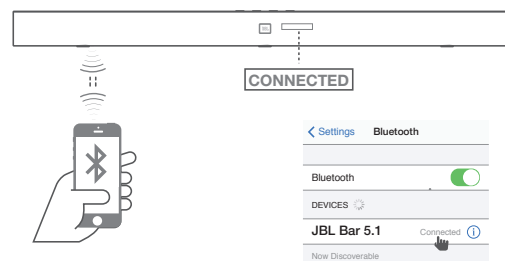 CONNECTED
Settings Bluetooth
Bluetooth
DEVICES
JBL Bar 5.1 Connected
Now Discoverable